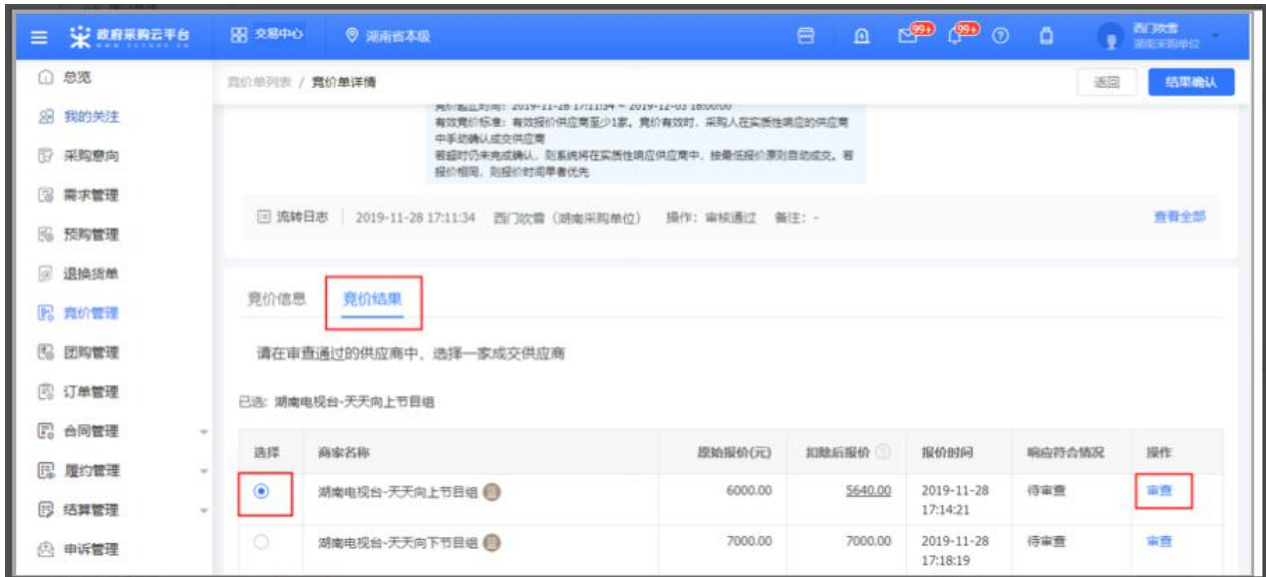 政府采购云平台
交易中心
湖南省本级
99+
99+
西门吹雪
湖南采购单位
总览
我的关注
采购意向
需求管理
预购管理
退换货单
竞价管理
团购管理
订单管理
合同管理
履约管理
结算管理
申诉管理
竞价单列表 / 竞价单详情
返回
结果确认
竞价起止时间：2019-11-28 17:11:34 ~ 2019-12-03 18:00:00
有效竞价标准：有效报价供应商至少1家。竞价有效时，采购人在实质性响应的供应商
中手动确认成交供应商
若超时仍未完成确认，则系统将在实质性响应供应商中，按最低报价原则自动成交。若
报价相同，则报价时间早者优先
流转日志 2019-11-28 17:11:34 西门吹雪（湖南采购单位） 操作：审核通过 备注：-
查看全部
竞价信息 竞价结果
请在审查通过的供应商中，选择一家成交供应商
已选: 湖南电视台-天天向上节目组
选择 商家名称 原始报价(元) 扣除后报价 报价时间 响应符合情况 操作
湖南电视台-天天向上节目组 6000.00 5640.00 2019-11-28 待审查 审查
17:14:21
湖南电视台-天天向下节目组 7000.00 7000.00 2019-11-28 待审查 审查
17:18:19